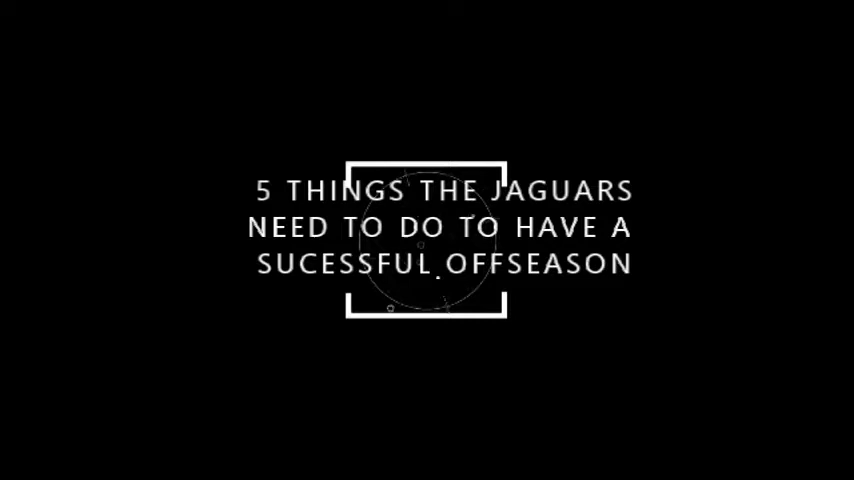 5 THINGS THE JAGUARS
NEED TO DO TO HAVE A
SUCESSFUL OFFSEASON